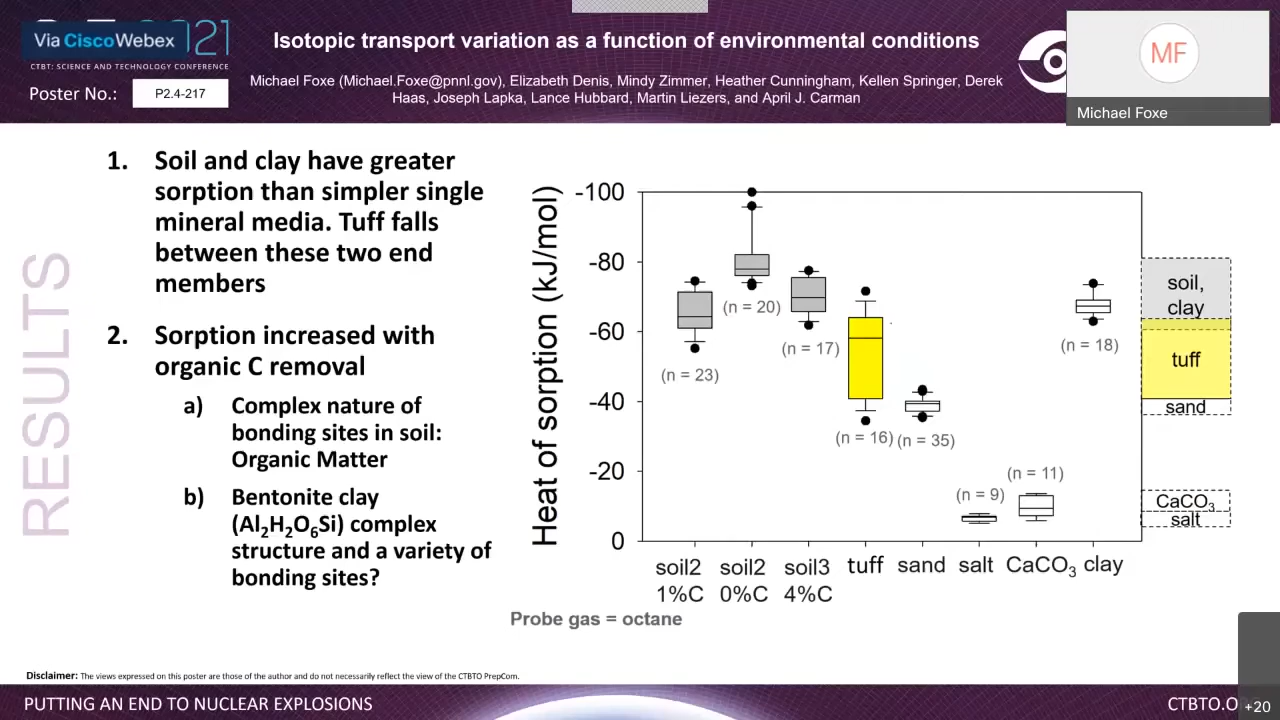 Via Cisco Webex
21
CTBT: SCIENCE AND TECHNOLOGY CONFERENCE
Poster No.:
P2.4-217
Isotopic transport variation as a function of environmental conditions
Michael Foxe (Michael.Foxe@pnnl.gov), Elizabeth Denis, Mindy Zimmer, Heather Cunningham, Kellen Springer, Derek
Haas, Joseph Lapka, Lance Hubbard, Martin Liezers, and April J. Carman
MF
Michael Foxe
RESULTS
1. Soil and clay have greater
sorption than simpler single
mineral media. Tuff falls
between these two end
members
2. Sorption increased with
organic C removal
a) Complex nature of
bonding sites in soil:
Organic Matter
b) Bentonite clay
(Al₂H₂O₆Si) complex
structure and a variety of
bonding sites?
Heat of sorption (kJ/mol)
-100
-80
-60
-40
-20
0
(n = 23)
(n = 20)
(n = 17)
(n = 16)
(n = 35)
(n = 9)
(n = 11)
(n = 18)
soil2
1%C
soil2
0%C
soil3
4%C
tuff
sand
salt
CaCO₃
clay
soil,
clay
tuff
sand
CaCO₃
salt
Probe gas = octane
Disclaimer: The views expressed on this poster are those of the author and do not necessarily reflect the view of the CTBTO PrepCom.
PUTTING AN END TO NUCLEAR EXPLOSIONS
CTBTO.O
+20